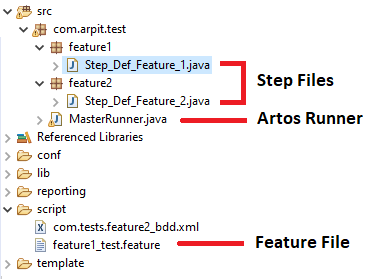 src
com.arpit.test
feature1
Step_Def_Feature_1.java
feature2
Step_Def_Feature_2.java
MasterRunner.java
Referenced Libraries
conf
lib
reporting
script
com.tests.feature2_bdd.xml
feature1_test.feature
template
Step Files
Artos Runner
Feature File